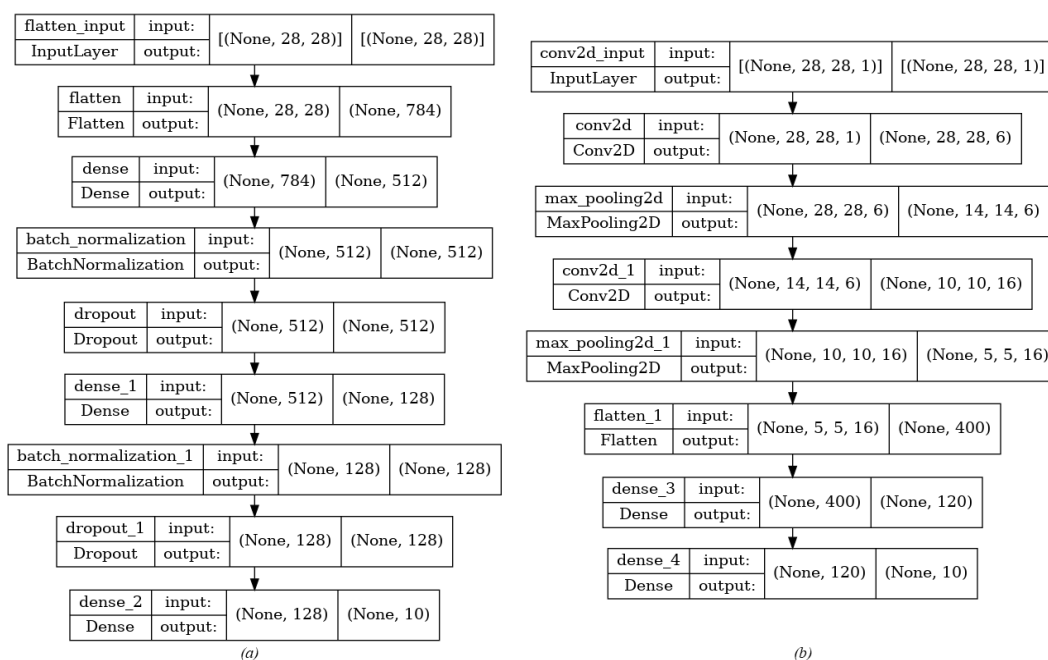 flatten_input input: [(None, 28, 28)] [(None, 28, 28)]
InputLayer output:
flatten input: (None, 28, 28) (None, 784)
Flatten output:
dense input: (None, 784) (None, 512)
Dense output:
batch_normalization input: (None, 512) (None, 512)
BatchNormalization output:
dropout input: (None, 512) (None, 512)
Dropout output:
dense_1 input: (None, 512) (None, 128)
Dense output:
batch_normalization_1 input: (None, 128) (None, 128)
BatchNormalization output:
dropout_1 input: (None, 128) (None, 128)
Dropout output:
dense_2 input: (None, 128) (None, 10)
Dense output:
(a)
conv2d_input input: [(None, 28, 28, 1)] [(None, 28, 28, 1)]
InputLayer output:
conv2d input: (None, 28, 28, 1) (None, 28, 28, 6)
Conv2D output:
max_pooling2d input: (None, 28, 28, 6) (None, 14, 14, 6)
MaxPooling2D output:
conv2d_1 input: (None, 14, 14, 6) (None, 10, 10, 16)
Conv2D output:
max_pooling2d_1 input: (None, 10, 10, 16) (None, 5, 5, 16)
MaxPooling2D output:
flatten_1 input: (None, 5, 5, 16) (None, 400)
Flatten output:
dense_3 input: (None, 400) (None, 120)
Dense output:
dense_4 input: (None, 120) (None, 10)
Dense output:
(b)